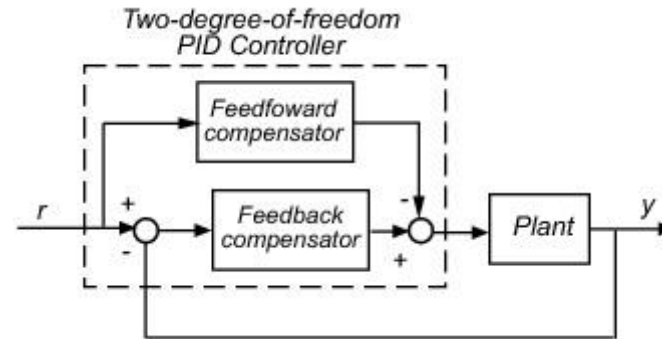 Two-degree-of-freedom
PID Controller
Feedfoward
compensator
+
-
r
Feedback
compensator
y
Plant
-
+